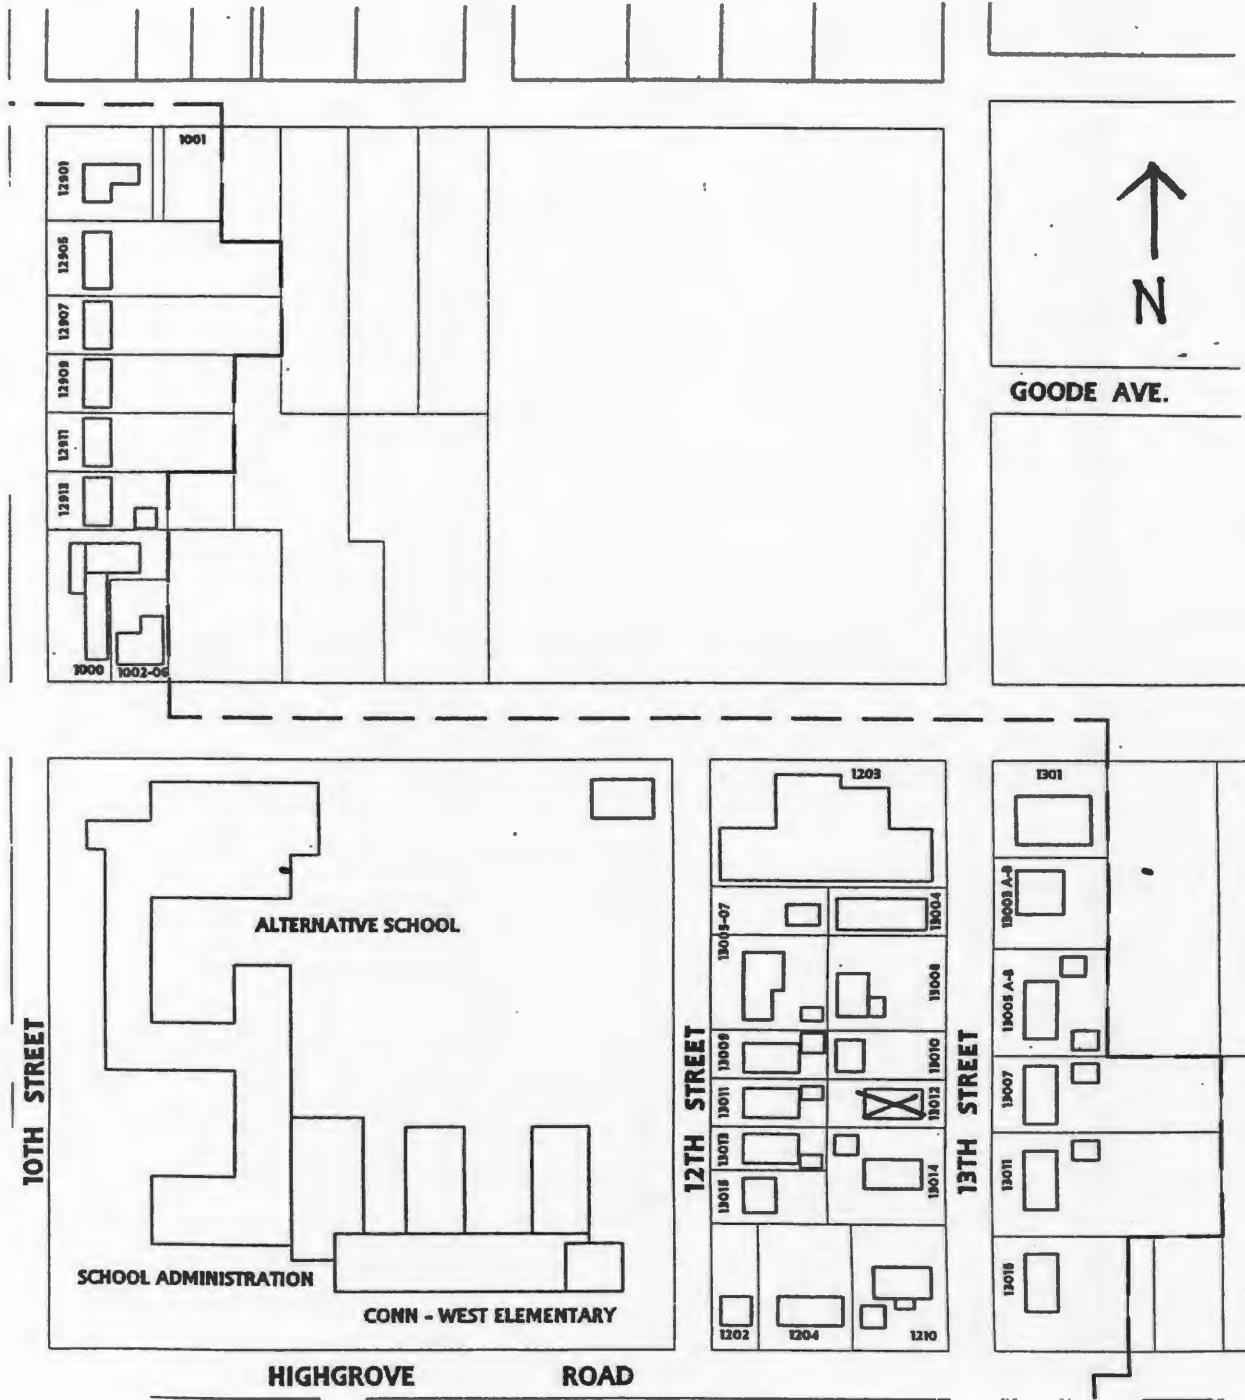 1001
12901
12905
12907
12909
12911
12913
1000
1002-06
N
GOODE AVE.
1203
1301
ALTERNATIVE SCHOOL
13005-07
13004
13003 A-B
13008
13005 A-B
13009
13010
13007
13011
13012
13013
13014
13011
13015
13015
10TH STREET
12TH STREET
13TH STREET
SCHOOL ADMINISTRATION
CONN - WEST ELEMENTARY
1202
1204
1210
HIGHGROVE ROAD